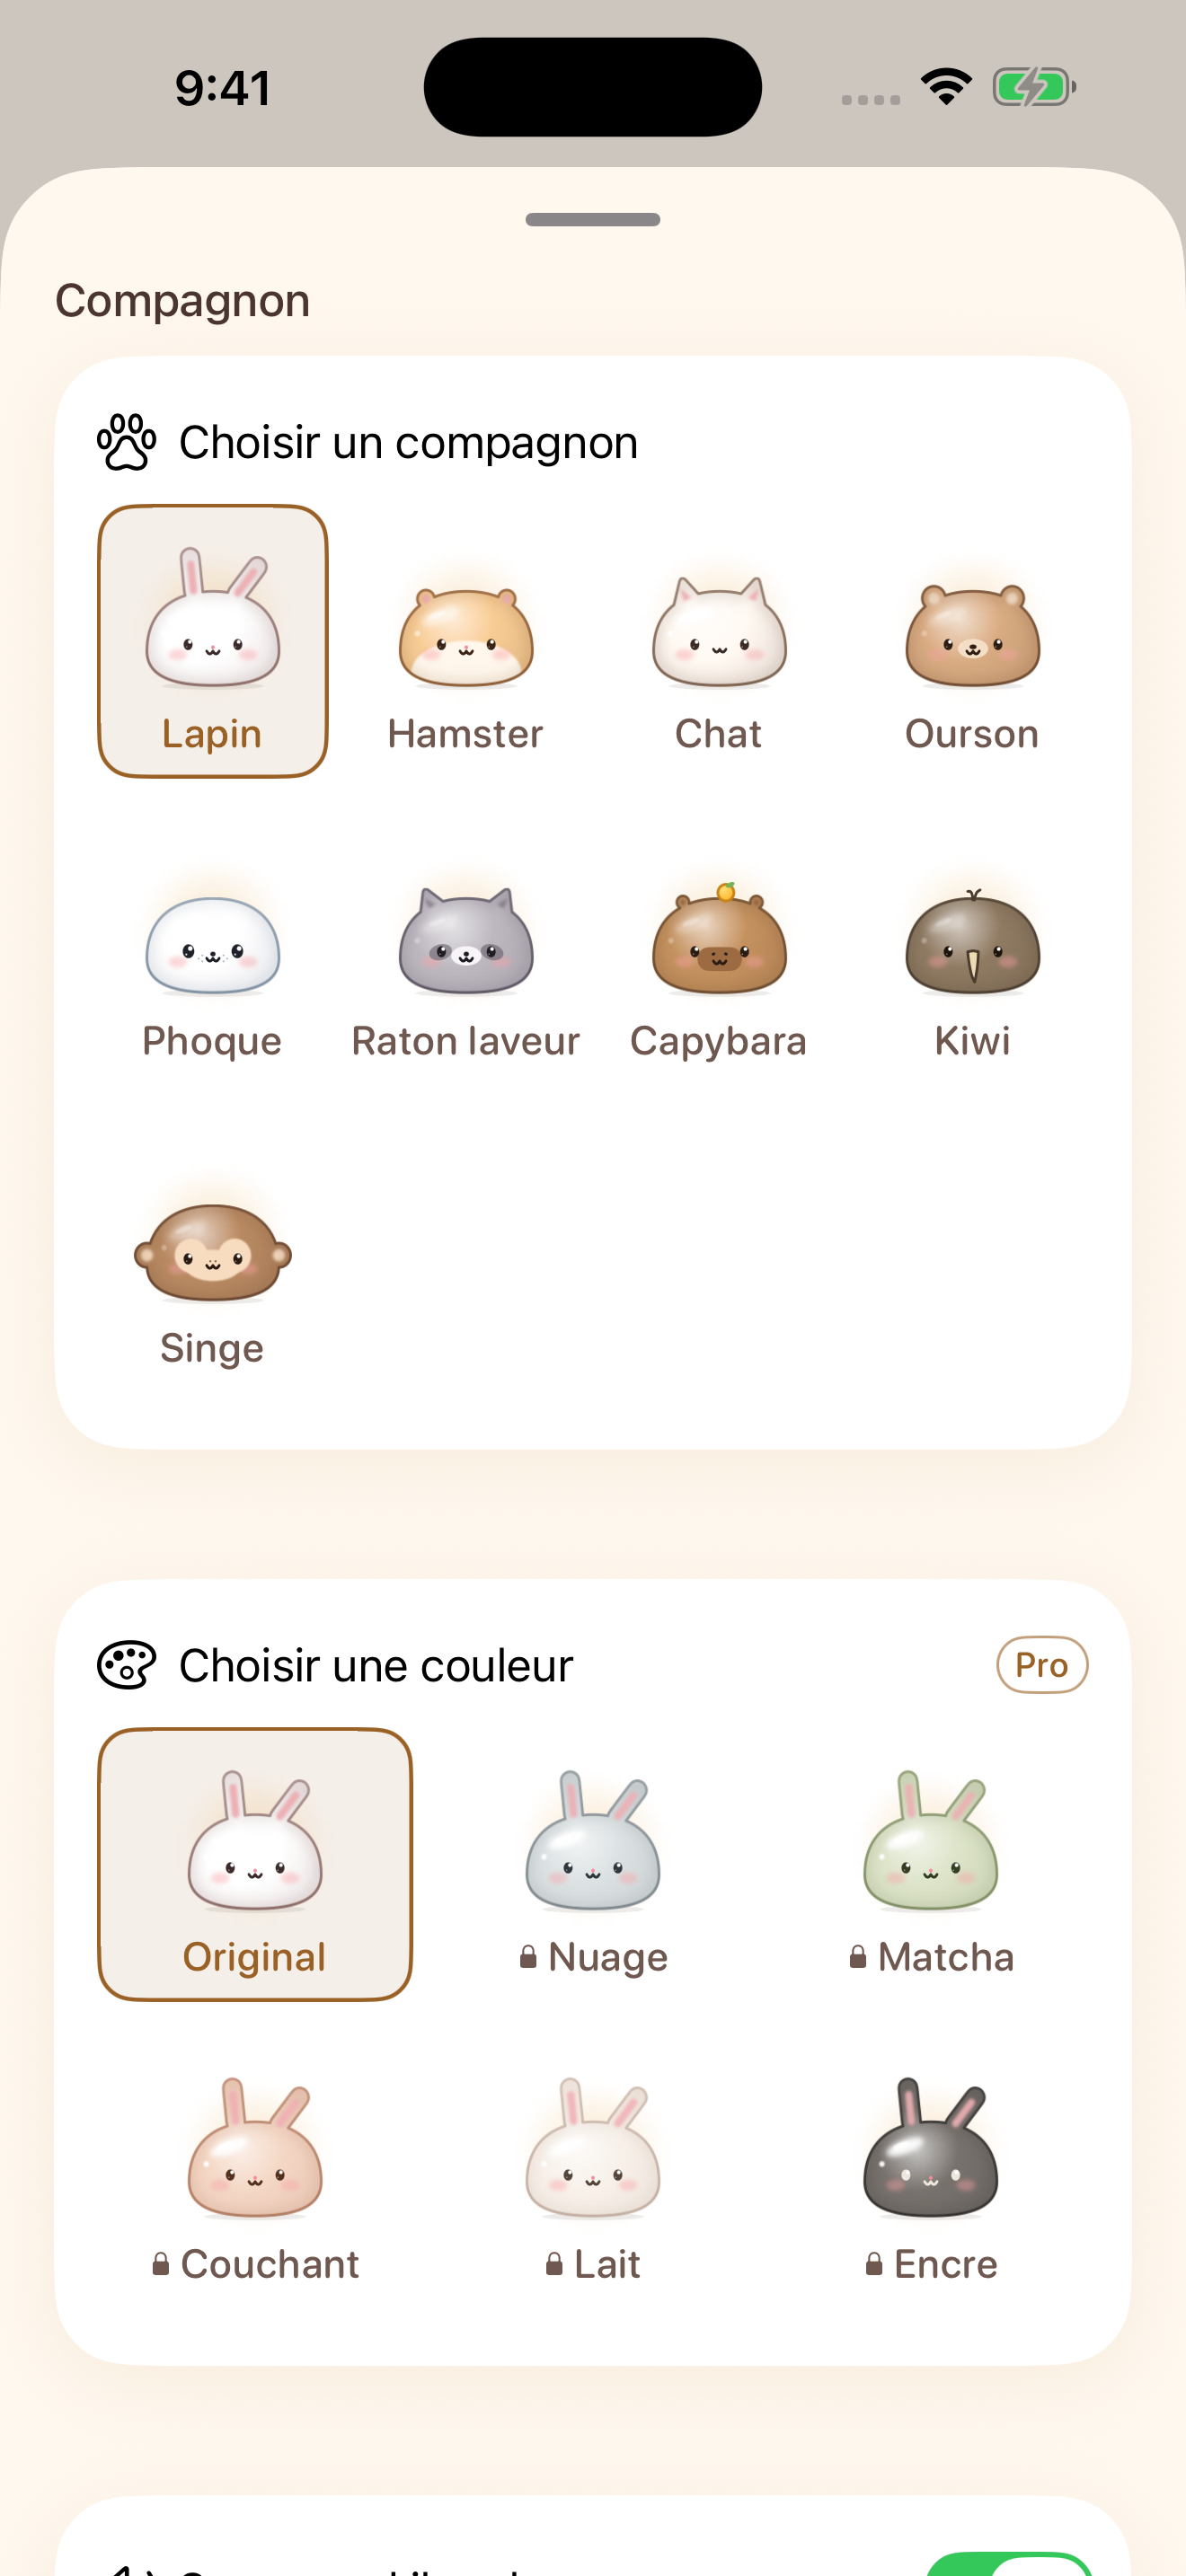 9:41
Compagnon
Choisir un compagnon
Lapin Hamster Chat Ourson
Phoque Raton laveur Capybara Kiwi
Singe
Choisir une couleur Pro
Original Nuage Matcha
Couchant Lait Encre